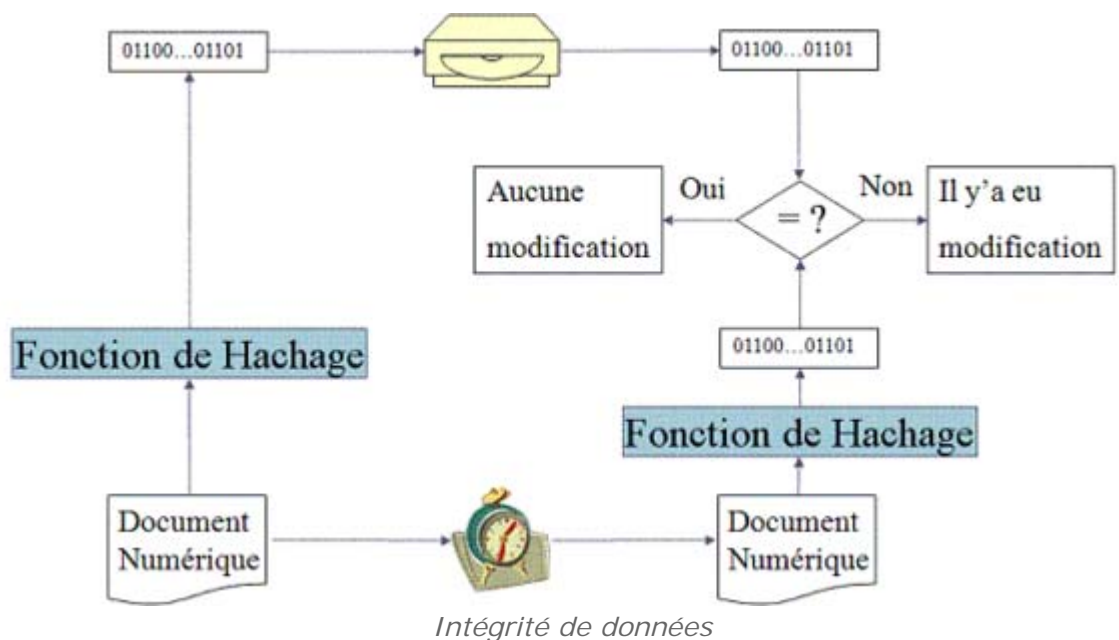 01100...01101
01100...01101
Aucune
modification
Oui
= ?
Non
Il y'a eu
modification
Fonction de Hachage
01100...01101
Fonction de Hachage
Document
Numérique
Document
Numérique
Intégrité de données